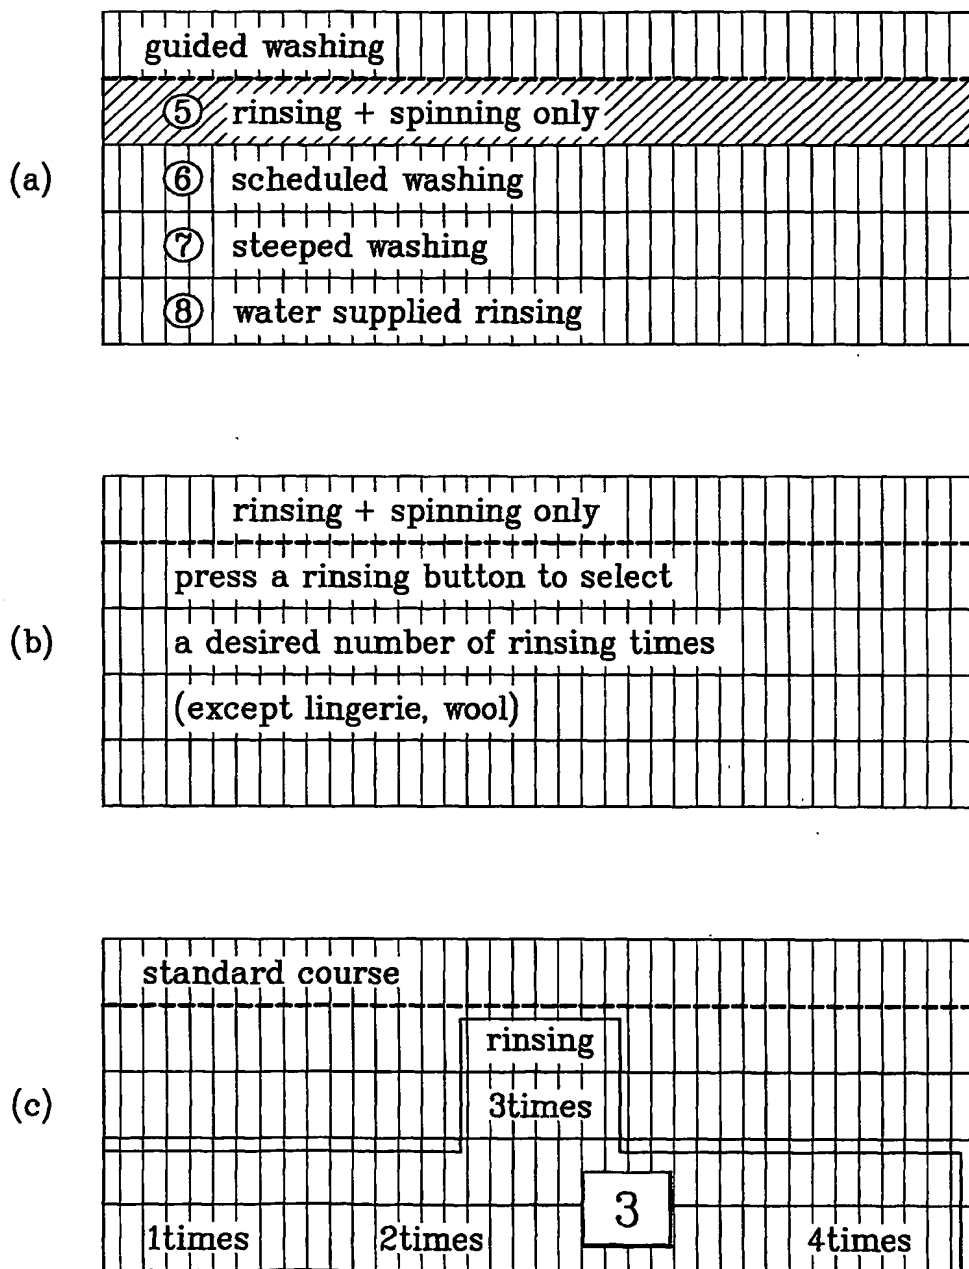 guided washing
⑤ rinsing + spinning only
(a)
⑥ scheduled washing
⑦ steeped washing
⑧ water supplied rinsing
rinsing + spinning only
press a rinsing button to select
(b)
a desired number of rinsing times
(except lingerie, wool)
standard course
rinsing
(c)
3times
3
1times 2times 4times